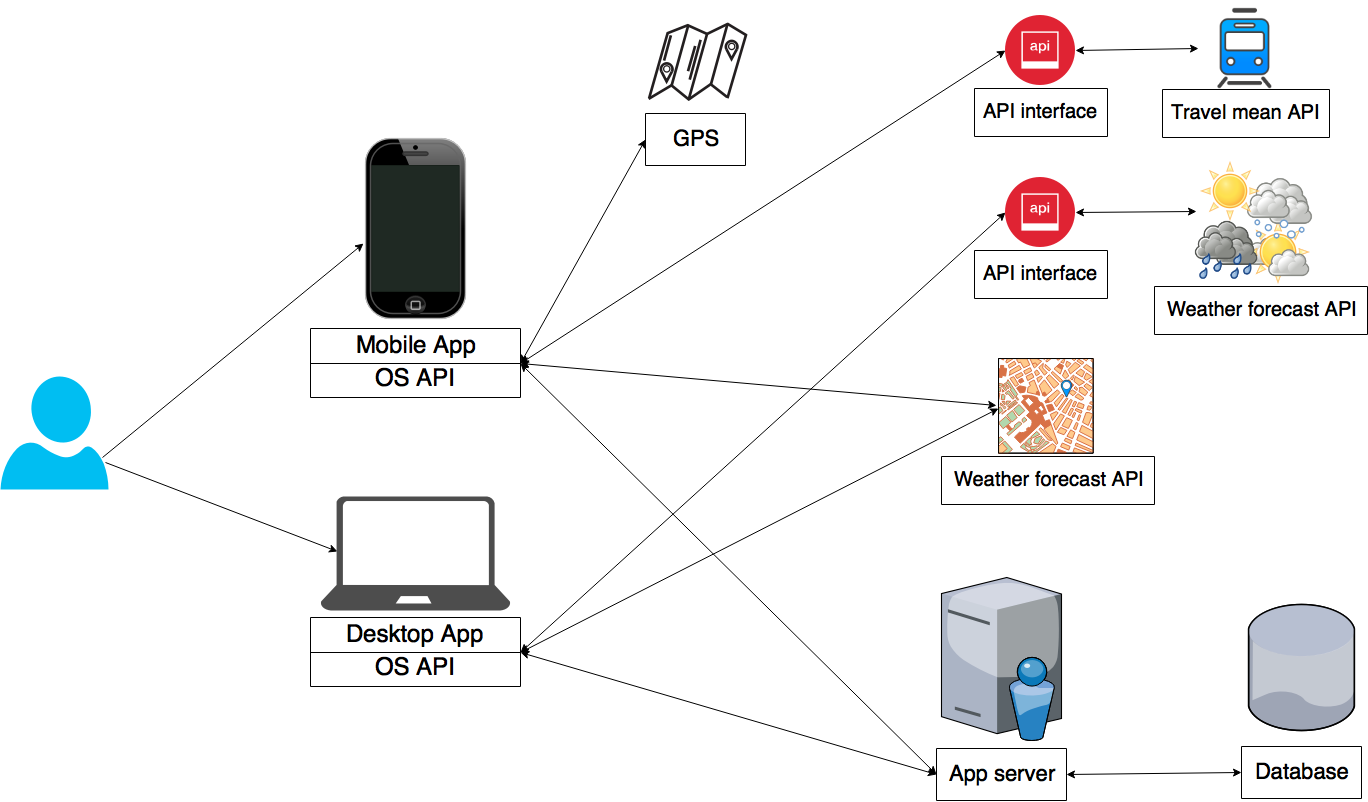 api
API interface
Travel mean API
GPS
api
API interface
Weather forecast API
Mobile App
OS API
Weather forecast API
Desktop App
OS API
App server
Database